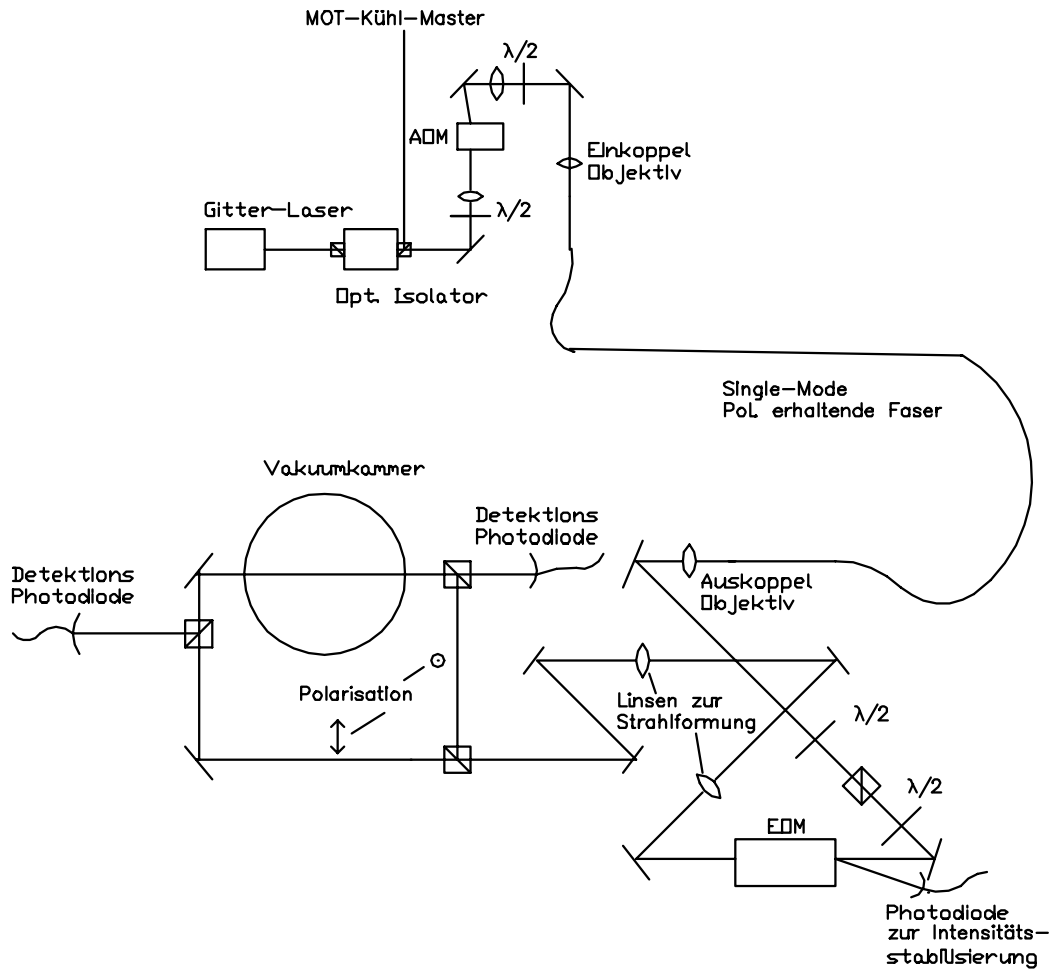 MOT-Kühl-Master
λ/2
AOM
Einkoppel
Objektiv
λ/2
Gitter-Laser
Opt. Isolator
Single-Mode
Pol. erhaltende Faser
Vakuumkammer
Detektions
Photodiode
Detektions
Photodiode
Auskoppel
Objektiv
Polarisation
Linsen zur
Strahlformung
λ/2
λ/2
EOM
Photodiode
zur Intensitäts-
stabilisierung